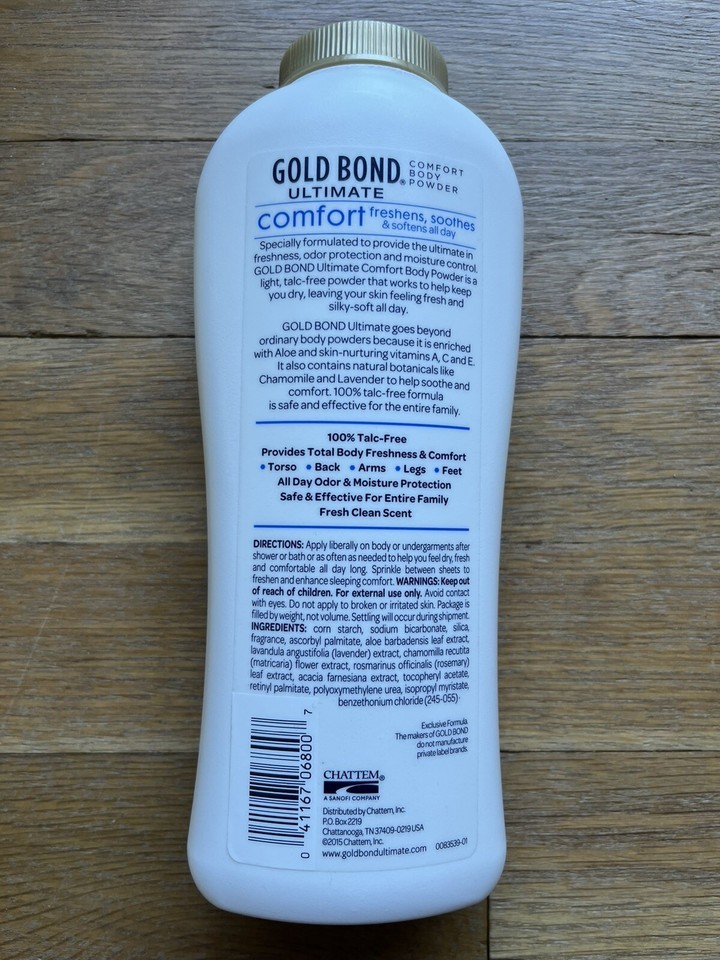 GOLD BOND® COMFORT
BODY
POWDER
ULTIMATE
comfort freshens, soothes
& softens all day
Specially formulated to provide the ultimate in
freshness, odor protection and moisture control.
GOLD BOND Ultimate Comfort Body Powder is a
light, talc-free powder that works to help keep
you dry, leaving your skin feeling fresh and
silky-soft all day.
GOLD BOND Ultimate goes beyond
ordinary body powders because it is enriched
with Aloe and skin-nurturing vitamins A, C and E.
It also contains natural botanicals like
Chamomile and Lavender to help soothe and
comfort. 100% talc-free formula
is safe and effective for the entire family.
100% Talc-Free
Provides Total Body Freshness & Comfort
• Torso • Back • Arms • Legs • Feet
All Day Odor & Moisture Protection
Safe & Effective For Entire Family
Fresh Clean Scent
DIRECTIONS: Apply liberally on body or undergarments after
shower or bath or as often as needed to help you feel dry, fresh
and comfortable all day long. Sprinkle between sheets to
freshen and enhance sleeping comfort. WARNINGS: Keep out
of reach of children. For external use only. Avoid contact
with eyes. Do not apply to broken or irritated skin. Package is
filled by weight, not volume. Settling will occur during shipment.
INGREDIENTS: corn starch, sodium bicarbonate, silica,
fragrance, ascorbyl palmitate, aloe barbadensis leaf extract,
lavandula angustifolia (lavender) extract, chamomilla recutita
(matricaria) flower extract, rosmarinus officinalis (rosemary)
leaf extract, acacia farnesiana extract, tocopheryl acetate,
retinyl palmitate, polyoxymethylene urea, isopropyl myristate,
benzethonium chloride (245-055)
Exclusive Formula.
The makers of GOLD BOND
do not manufacture
private label brands.
0 41167 06800 7
CHATTEM®
A SANOFI COMPANY
Distributed by Chattem, Inc.
P.O. Box 2219
Chattanooga, TN 37409-0219 USA
©2015 Chattem, Inc.
www.goldbondultimate.com 0083539-01